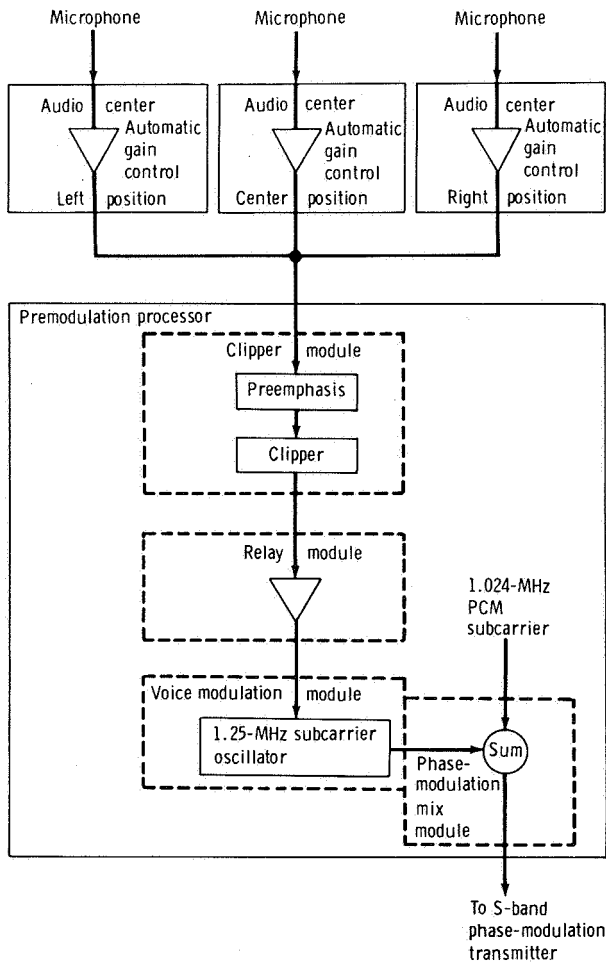 Microphone
Microphone
Microphone
Audio center
Automatic
gain
control
Left position
Audio center
Automatic
gain
control
Center position
Audio center
Automatic
gain
control
Right position
Premodulation processor
Clipper module
Preemphasis
Clipper
Relay module
1.024-MHz
PCM
subcarrier
Voice modulation module
1.25-MHz subcarrier
oscillator
Sum
Phase-
modulation
mix
module
To S-band
phase-modulation
transmitter